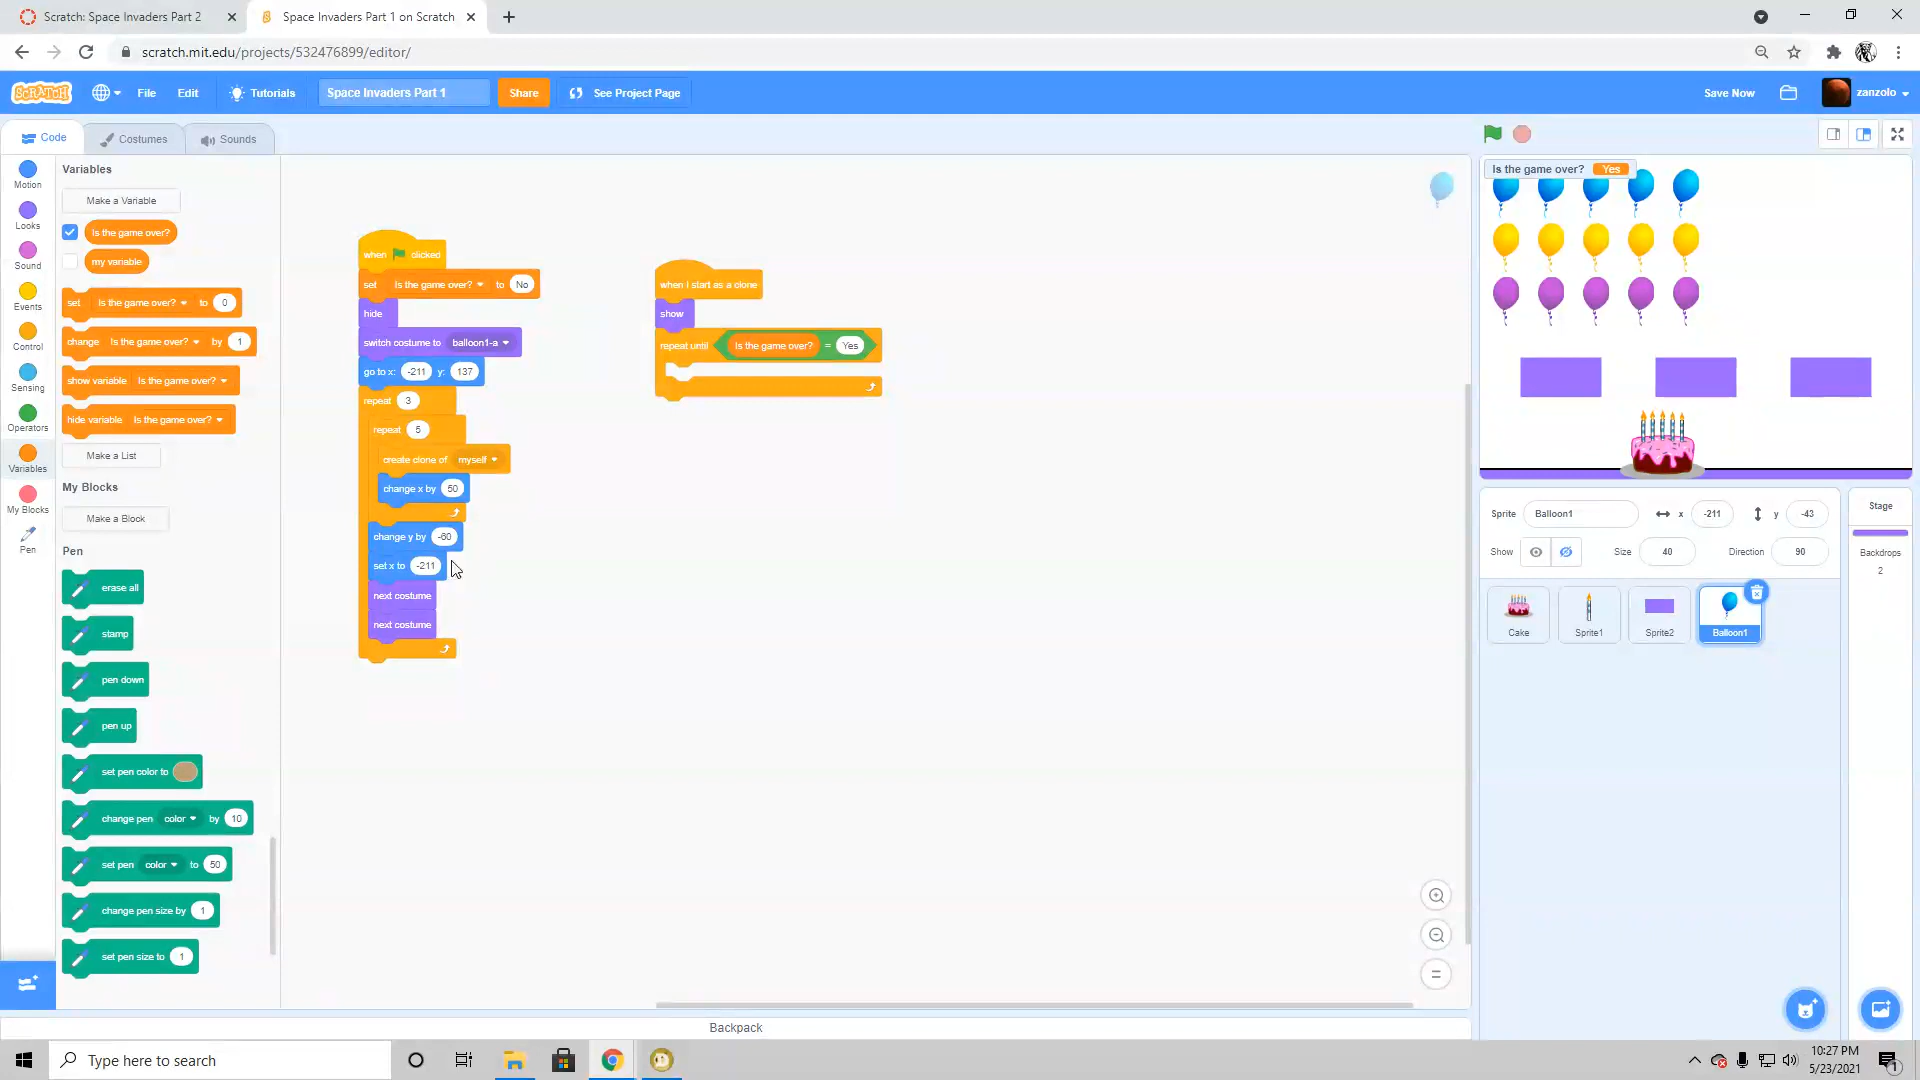 Scratch: Space Invaders Part 2
Space Invaders Part 1 on Scratch
scratch.mit.edu/projects/532476899/editor/
SCRATCH
File
Edit
Tutorials
Space Invaders Part 1
Share
See Project Page
Save Now
zanzolo
Code
Costumes
Sounds
Motion
Looks
Sound
Events
Control
Sensing
Operators
Variables
My Blocks
Pen
Variables
Make a Variable
Is the game over?
my variable
set Is the game over? to 0
change Is the game over? by 1
show variable Is the game over?
hide variable Is the game over?
Make a List
My Blocks
Make a Block
Pen
erase all
stamp
pen down
pen up
set pen color to
change pen color by 10
set pen color to 50
change pen size by 1
set pen size to 1
when clicked
set Is the game over? to No
hide
switch costume to balloon1-a
go to x: -211 y: 137
repeat 3
repeat 5
create clone of myself
change x by 50
change y by -60
set x to -211
next costume
next costume
when I start as a clone
show
repeat until Is the game over? = Yes
Is the game over? Yes
Sprite Balloon1 x -211 y -43
Show Size 40 Direction 90
Cake
Sprite1
Sprite2
Balloon1
Stage
Backdrops
2
Backpack
Type here to search
10:27 PM
5/23/2021
1